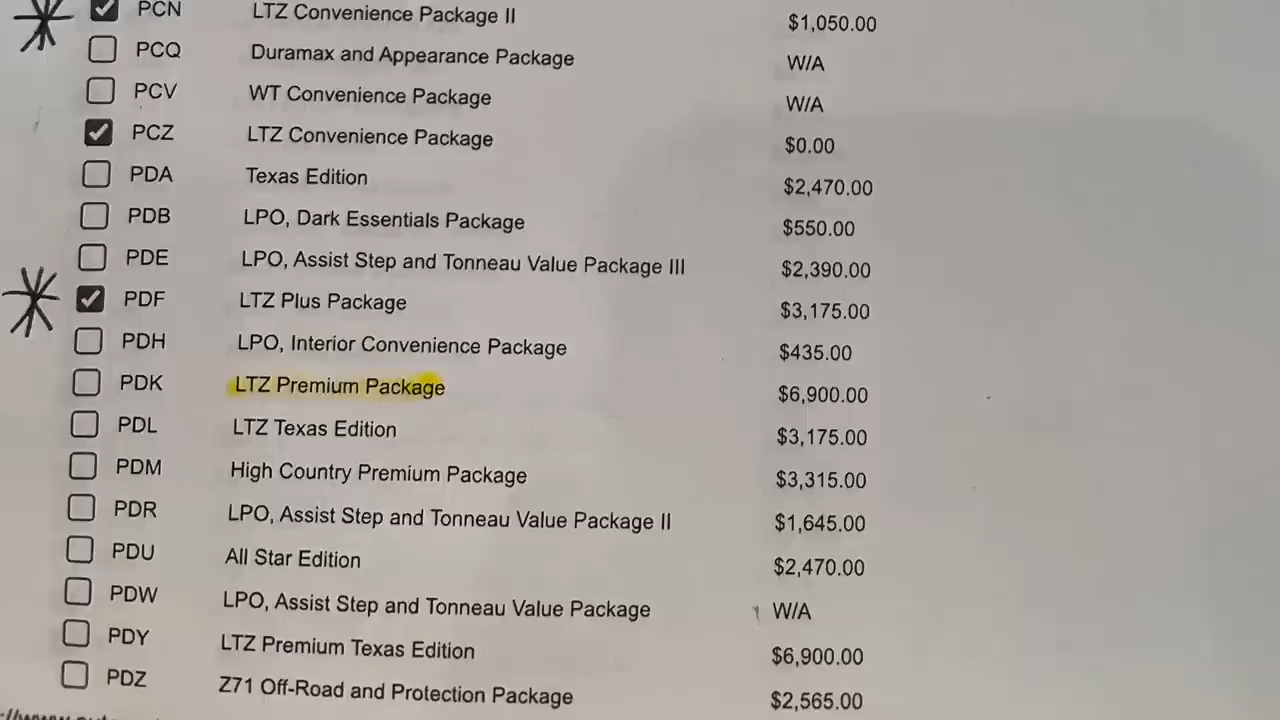 PCN LTZ Convenience Package II $1,050.00
PCQ Duramax and Appearance Package W/A
PCV WT Convenience Package W/A
PCZ LTZ Convenience Package $0.00
PDA Texas Edition $2,470.00
PDB LPO, Dark Essentials Package $550.00
PDE LPO, Assist Step and Tonneau Value Package III $2,390.00
PDF LTZ Plus Package $3,175.00
PDH LPO, Interior Convenience Package $435.00
PDK LTZ Premium Package $6,900.00
PDL LTZ Texas Edition $3,175.00
PDM High Country Premium Package $3,315.00
PDR LPO, Assist Step and Tonneau Value Package II $1,645.00
PDU All Star Edition $2,470.00
PDW LPO, Assist Step and Tonneau Value Package W/A
PDY LTZ Premium Texas Edition $6,900.00
PDZ Z71 Off-Road and Protection Package $2,565.00